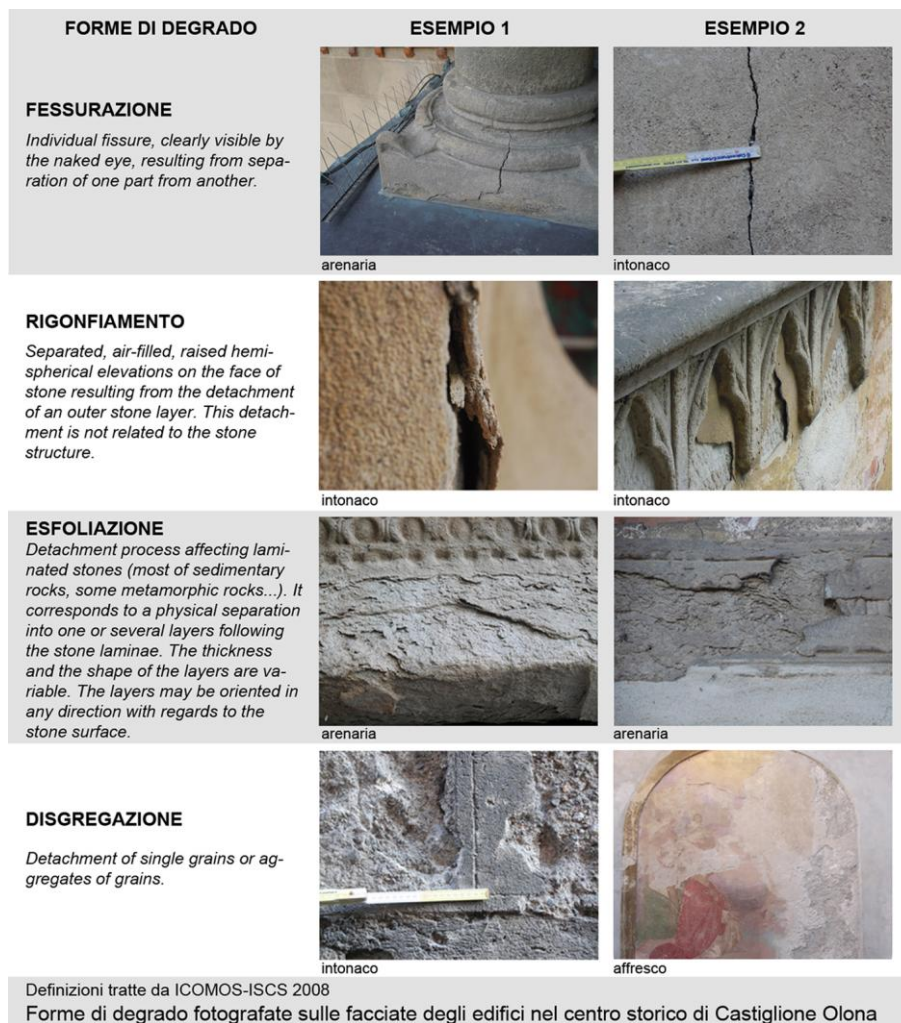 FORME DI DEGRADO
ESEMPIO 1
ESEMPIO 2
FESSURAZIONE
Individual fissure, clearly visible by
the naked eye, resulting from sepa-
ration of one part from another.
arenaria
intonaco
RIGONFIAMENTO
Separated, air-filled, raised hemi-
spherical elevations on the face of
stone resulting from the detachment
of an outer stone layer. This detach-
ment is not related to the stone
structure.
intonaco
intonaco
ESFOLIAZIONE
Detachment process affecting lami-
nated stones (most of sedimentary
rocks, some metamorphic rocks...). It
corresponds to a physical separation
into one or several layers following
the stone laminae. The thickness
and the shape of the layers are va-
riable. The layers may be oriented in
any direction with regards to the
stone surface.
arenaria
arenaria
DISGREGAZIONE
Detachment of single grains or ag-
gregates of grains.
intonaco
affresco
Definizioni tratte da ICOMOS-ISCS 2008
Forme di degrado fotografate sulle facciate degli edifici nel centro storico di Castiglione Olona